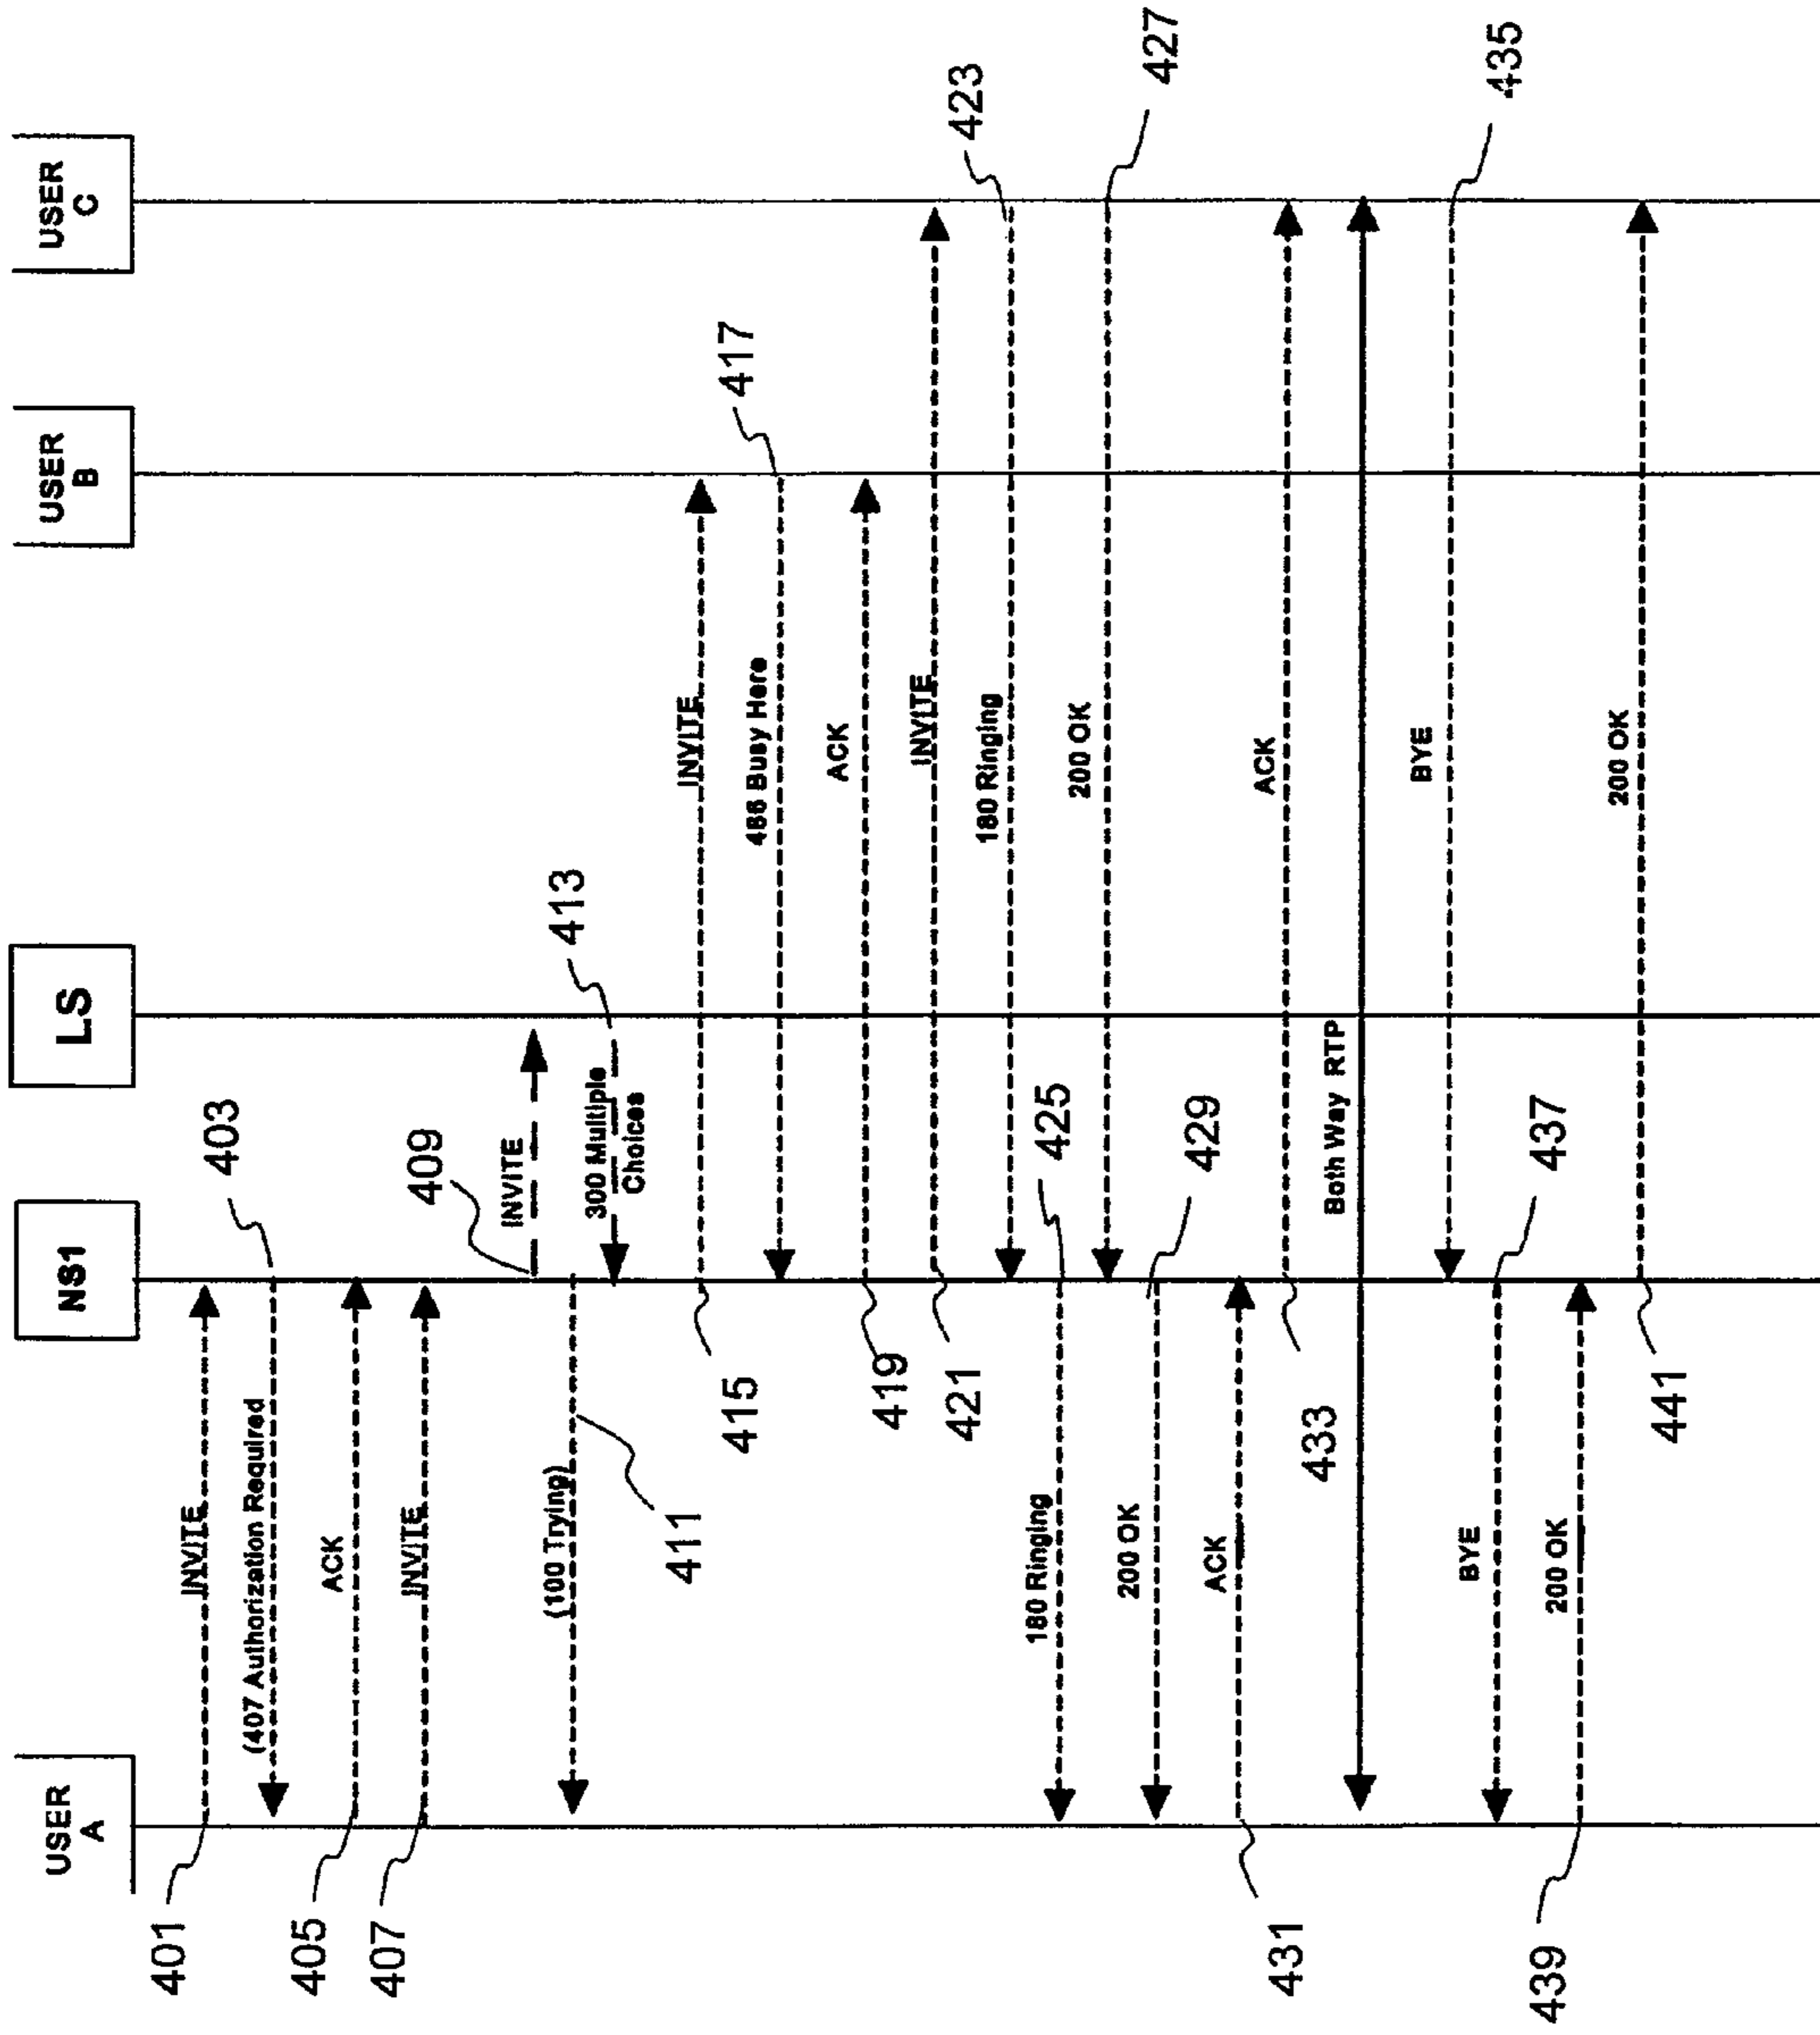 USER
A
NS1
LS
USER
B
USER
C
401
INVITE
403
(407 Authorization Required
405
ACK
407
INVITE
409
INVITE
411
(100 Trying)
413
300 Multiple
Choices
415
INVITE
417
486 Busy Here
419
ACK
421
INVITE
423
180 Ringing
425
180 Ringing
427
200 OK
429
200 OK
431
ACK
433
ACK
Both Way RTP
435
BYE
437
BYE
439
200 OK
441
200 OK